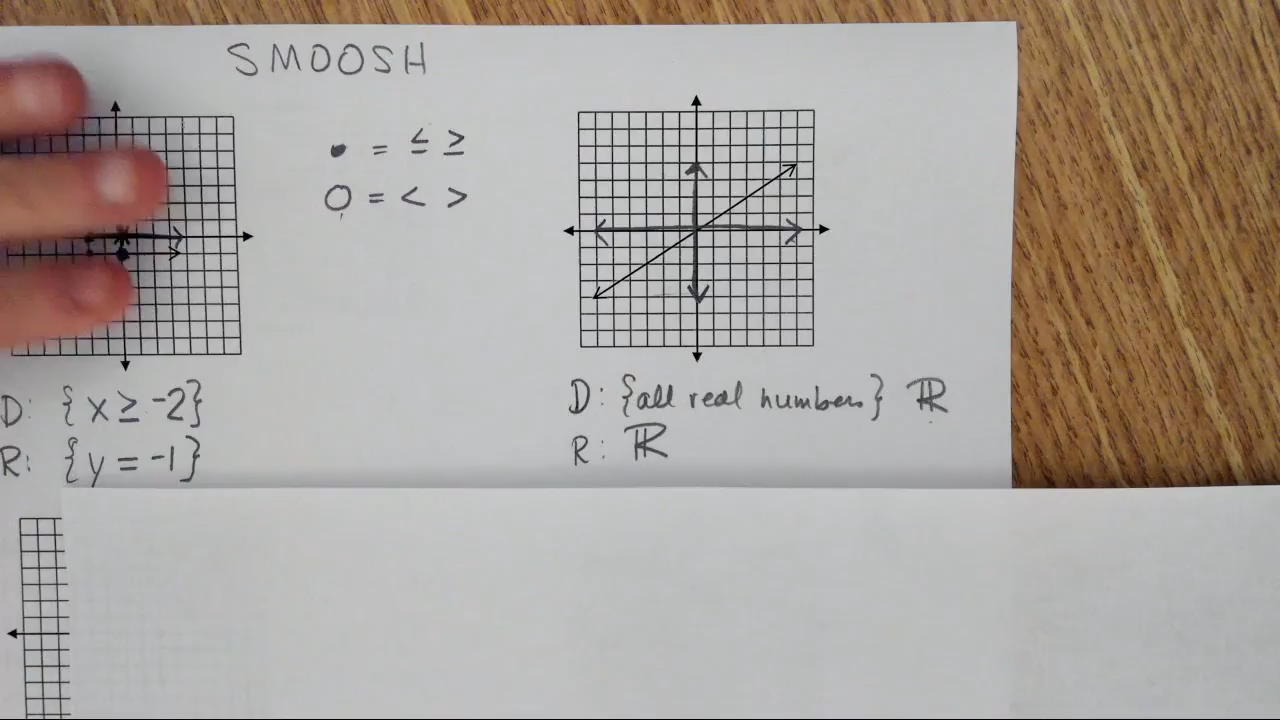 SMOOSH
• = ≤ ≥
O = < >
D: {x ≥ -2}
R: {y = -1}
D: {all real numbers} ℝ
R: ℝ